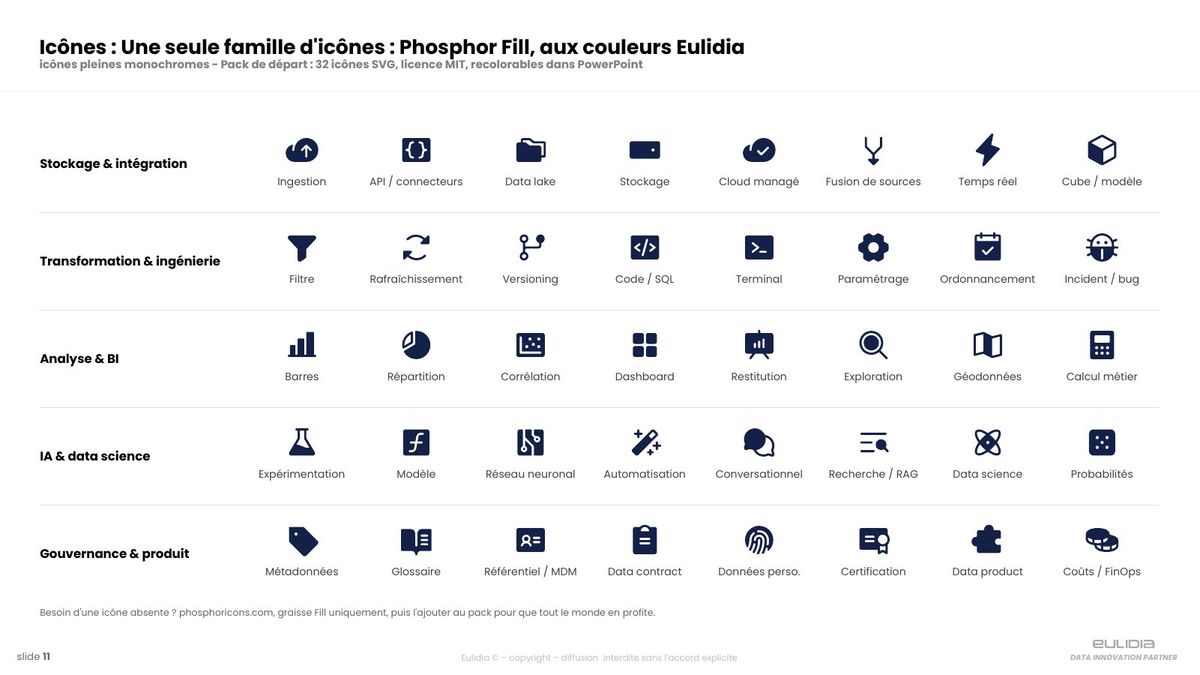 Icônes : Une seule famille d'icônes : Phosphor Fill, aux couleurs Eulidia
icônes pleines monochromes – Pack de départ : 32 icônes SVG, licence MIT, recolorables dans PowerPoint
Stockage & intégration
Ingestion
API / connecteurs
Data lake
Stockage
Cloud managé
Fusion de sources
Temps réel
Cube / modèle
Transformation & ingénierie
Filtre
Rafraîchissement
Versioning
Code / SQL
Terminal
Paramétrage
Ordonnancement
Incident / bug
Analyse & BI
Barres
Répartition
Corrélation
Dashboard
Restitution
Exploration
Géodonnées
Calcul métier
IA & data science
Expérimentation
Modèle
Réseau neuronal
Automatisation
Conversationnel
Recherche / RAG
Data science
Probabilités
Gouvernance & produit
Métadonnées
Glossaire
Référentiel / MDM
Data contract
Données perso.
Certification
Data product
Coûts / FinOps
Besoin d'une icône absente ? phosphoricons.com, graisse Fill uniquement, puis l'ajouter au pack pour que tout le monde en profite.
slide 11
Eulidia © – copyright – diffusion interdite sans l'accord explicite
EULIDIA
DATA INNOVATION PARTNER